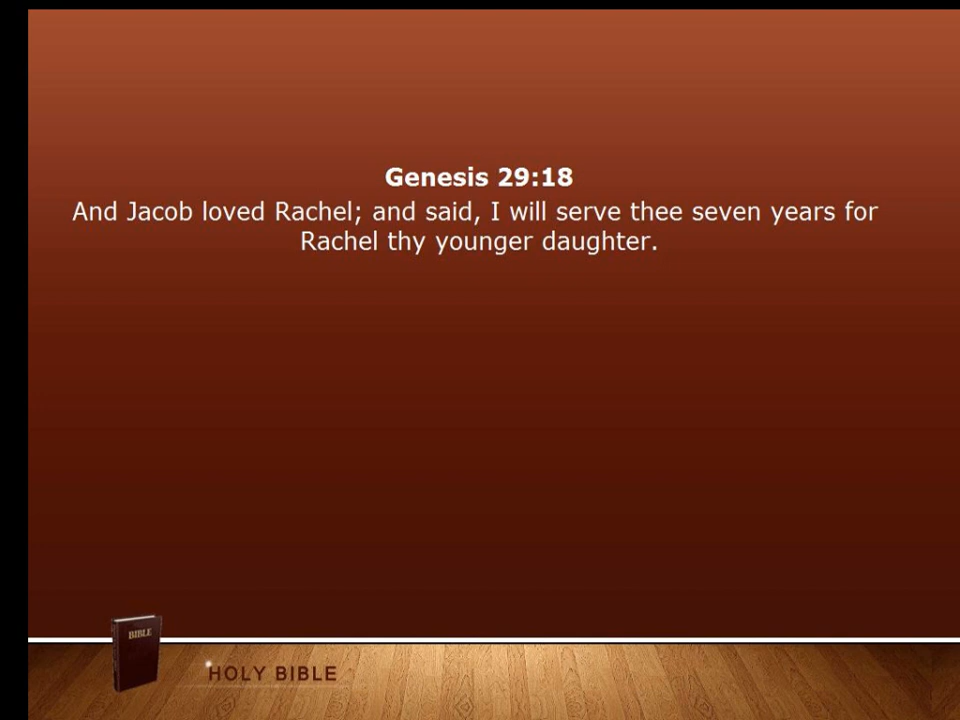 Genesis 29:18
And Jacob loved Rachel; and said, I will serve thee seven years for
Rachel thy younger daughter.
BIBLE
HOLY BIBLE